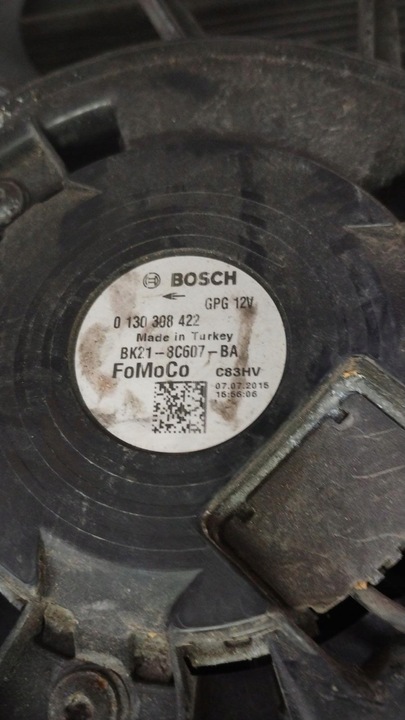 BOSCH
GPG 12V
0 130 308 422
Made in Turkey
BK21-8C607-BA
FoMoCo CS3HV
07.07.2015
15:56:06